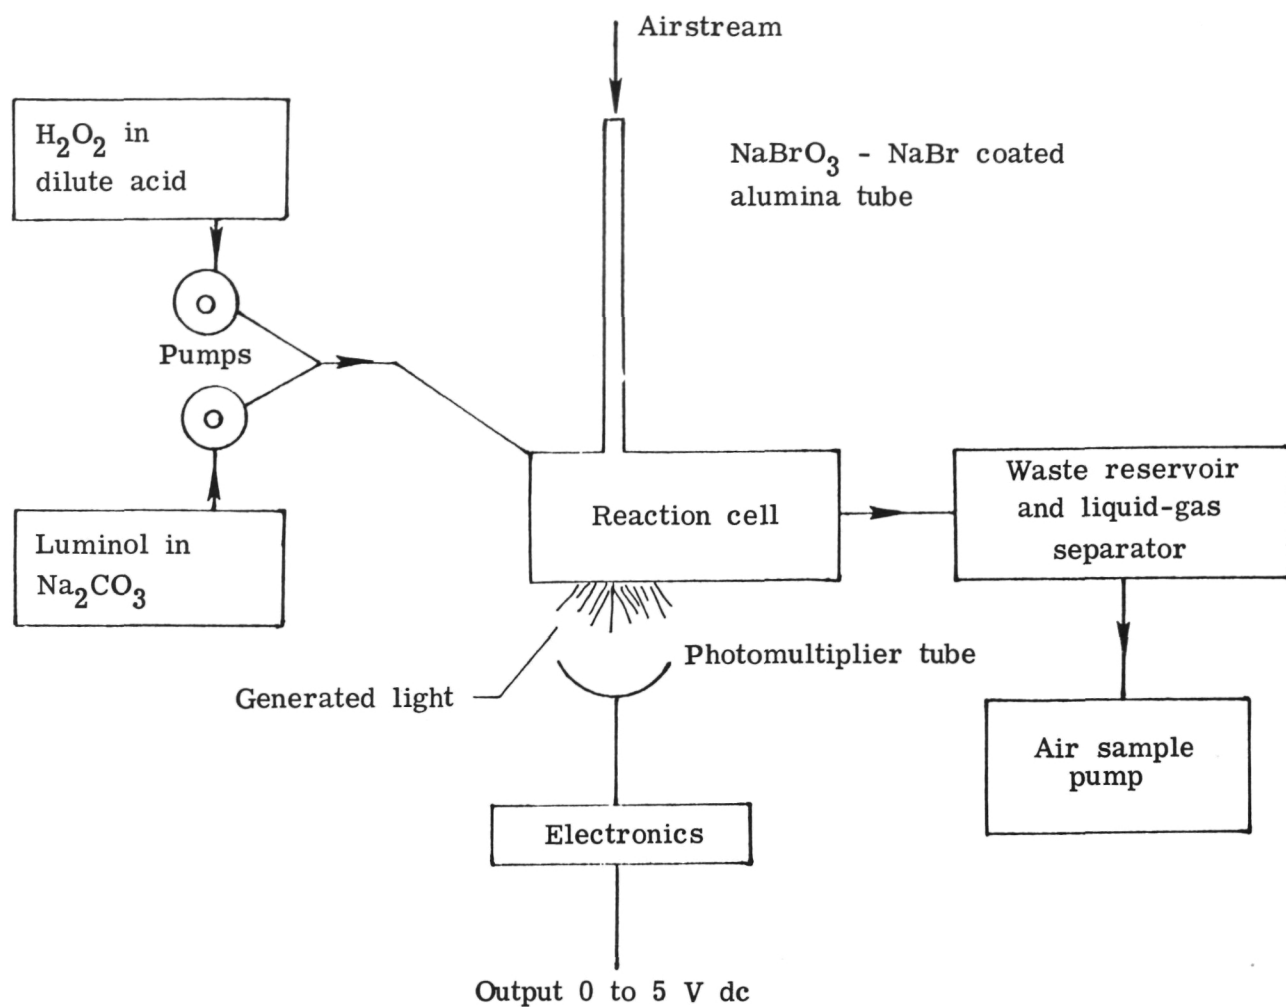 Airstream
H2O2 in
dilute acid
NaBrO3 - NaBr coated
alumina tube
Pumps
Luminol in
Na2CO3
Reaction cell
Waste reservoir
and liquid-gas
separator
Photomultiplier tube
Generated light
Air sample
pump
Electronics
Output 0 to 5 V dc